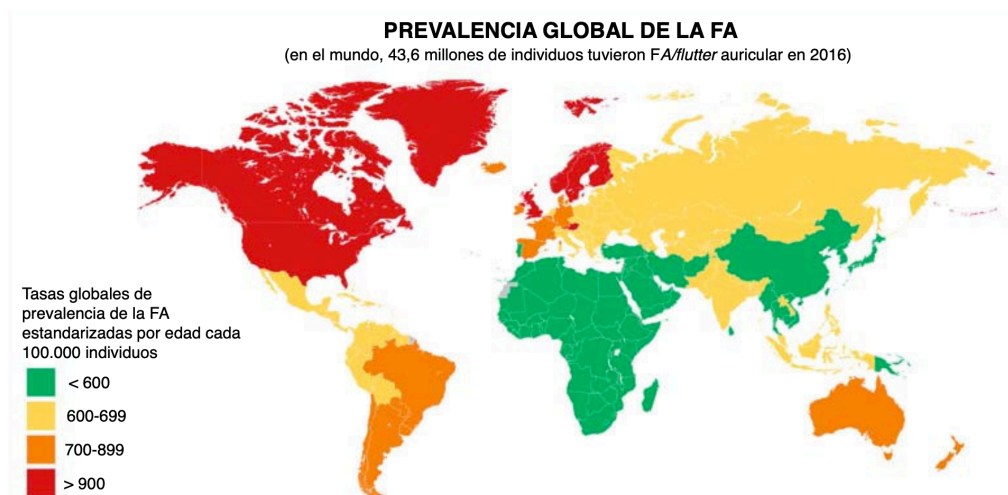 PREVALENCIA GLOBAL DE LA FA
(en el mundo, 43,6 millones de individuos tuvieron FA/flutter auricular en 2016)
Tasas globales de
prevalencia de la FA
estandarizadas por edad cada
100.000 individuos
< 600
600-699
700-899
> 900